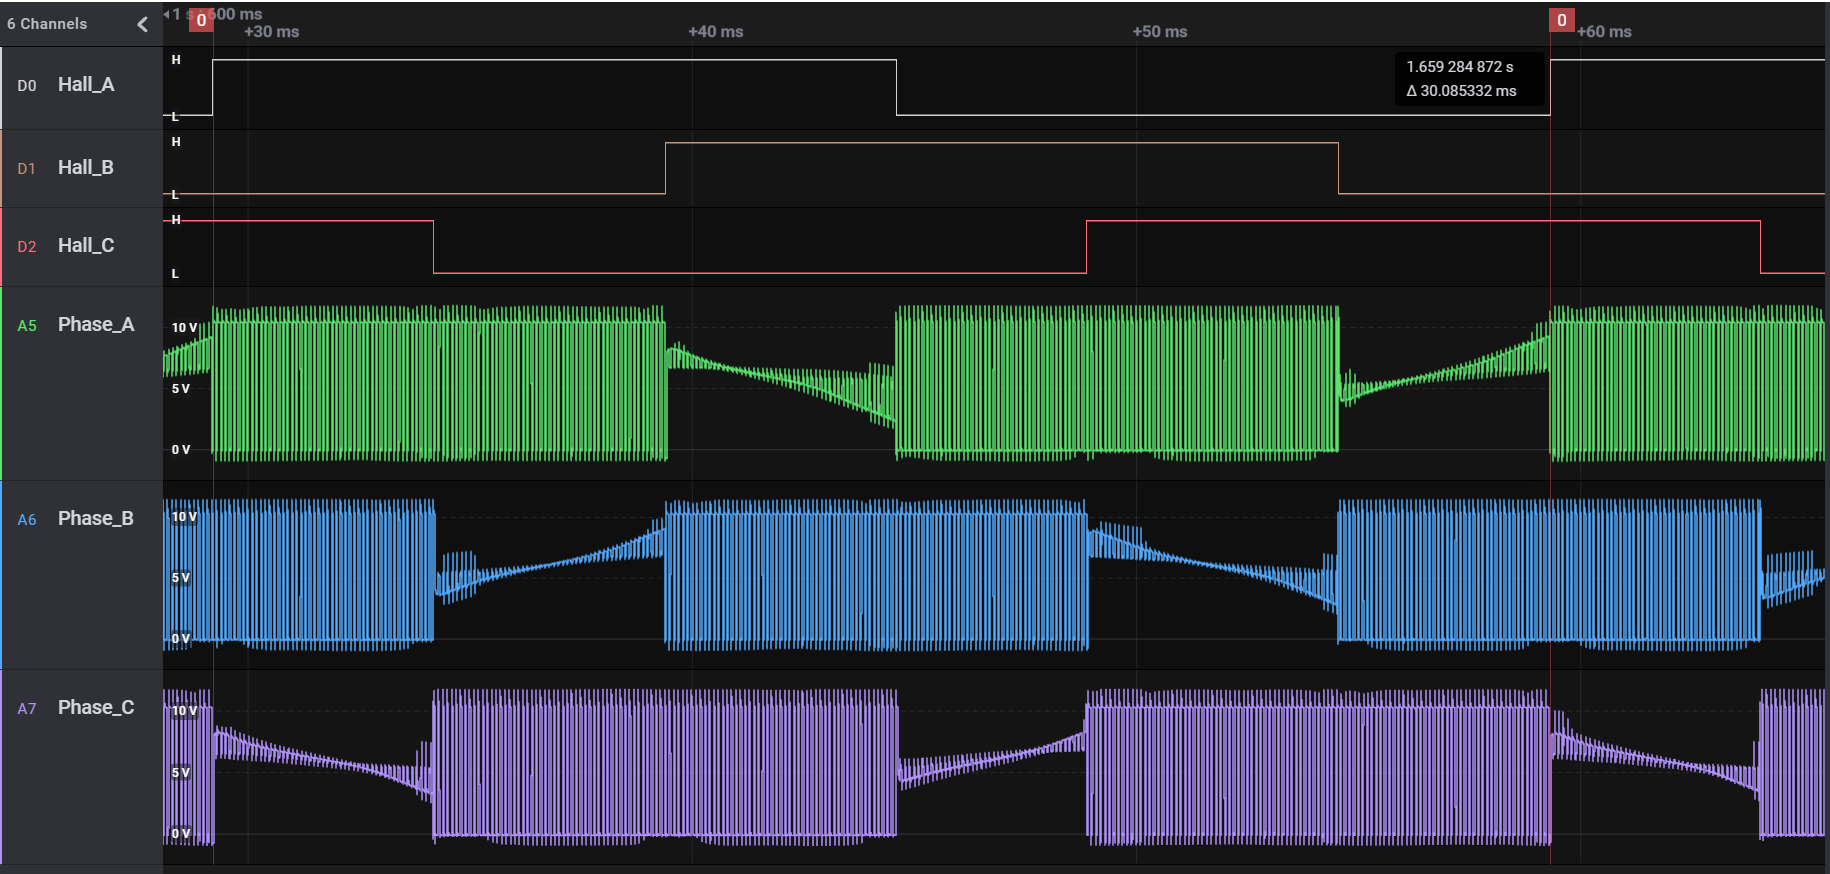 6 Channels
1 s 600 ms
0
0
+30 ms
+40 ms
+50 ms
+60 ms
D0 Hall_A
H
L
1.659 284 872 s
Δ 30.085332 ms
D1 Hall_B
H
L
D2 Hall_C
H
L
A5 Phase_A
10 V
5 V
0 V
A6 Phase_B
10 V
5 V
0 V
A7 Phase_C
10 V
5 V
0 V